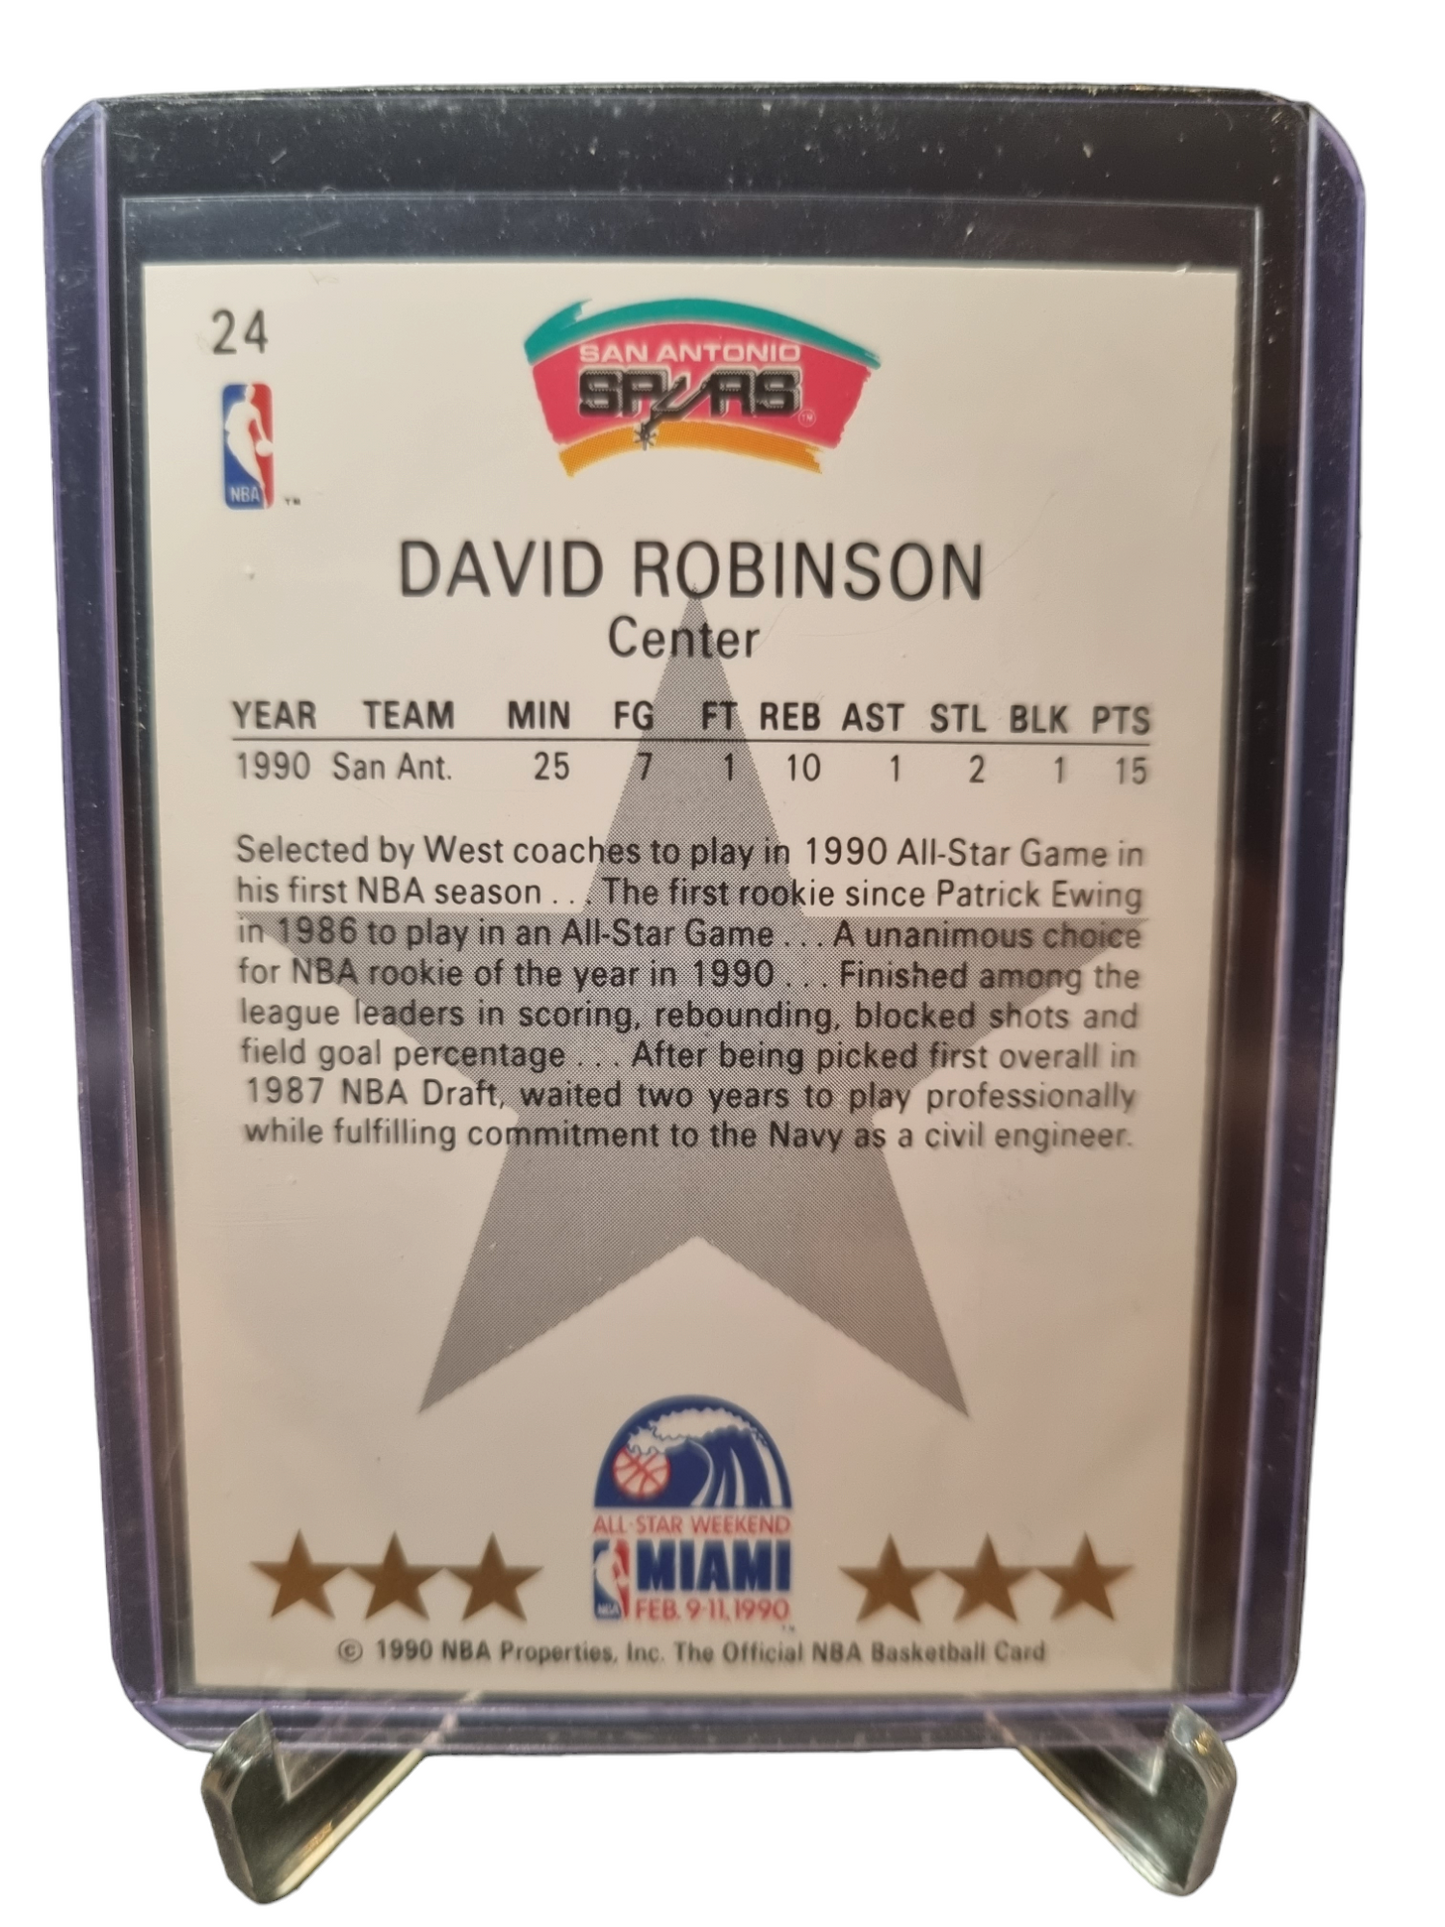 24
SAN ANTONIO
SPURS
TM
NBA
TM
DAVID ROBINSON
Center
YEAR TEAM MIN FG FT REB AST STL BLK PTS
1990 San Ant. 25 7 1 10 1 2 1 15
Selected by West coaches to play in 1990 All-Star Game in
his first NBA season . . . The first rookie since Patrick Ewing
in 1986 to play in an All-Star Game . . . A unanimous choice
for NBA rookie of the year in 1990 . . . Finished among the
league leaders in scoring, rebounding, blocked shots and
field goal percentage . . . After being picked first overall in
1987 NBA Draft, waited two years to play professionally
while fulfilling commitment to the Navy as a civil engineer.
ALL-STAR WEEKEND
MIAMI
NBA FEB. 9-11, 1990
© 1990 NBA Properties, Inc. The Official NBA Basketball Card